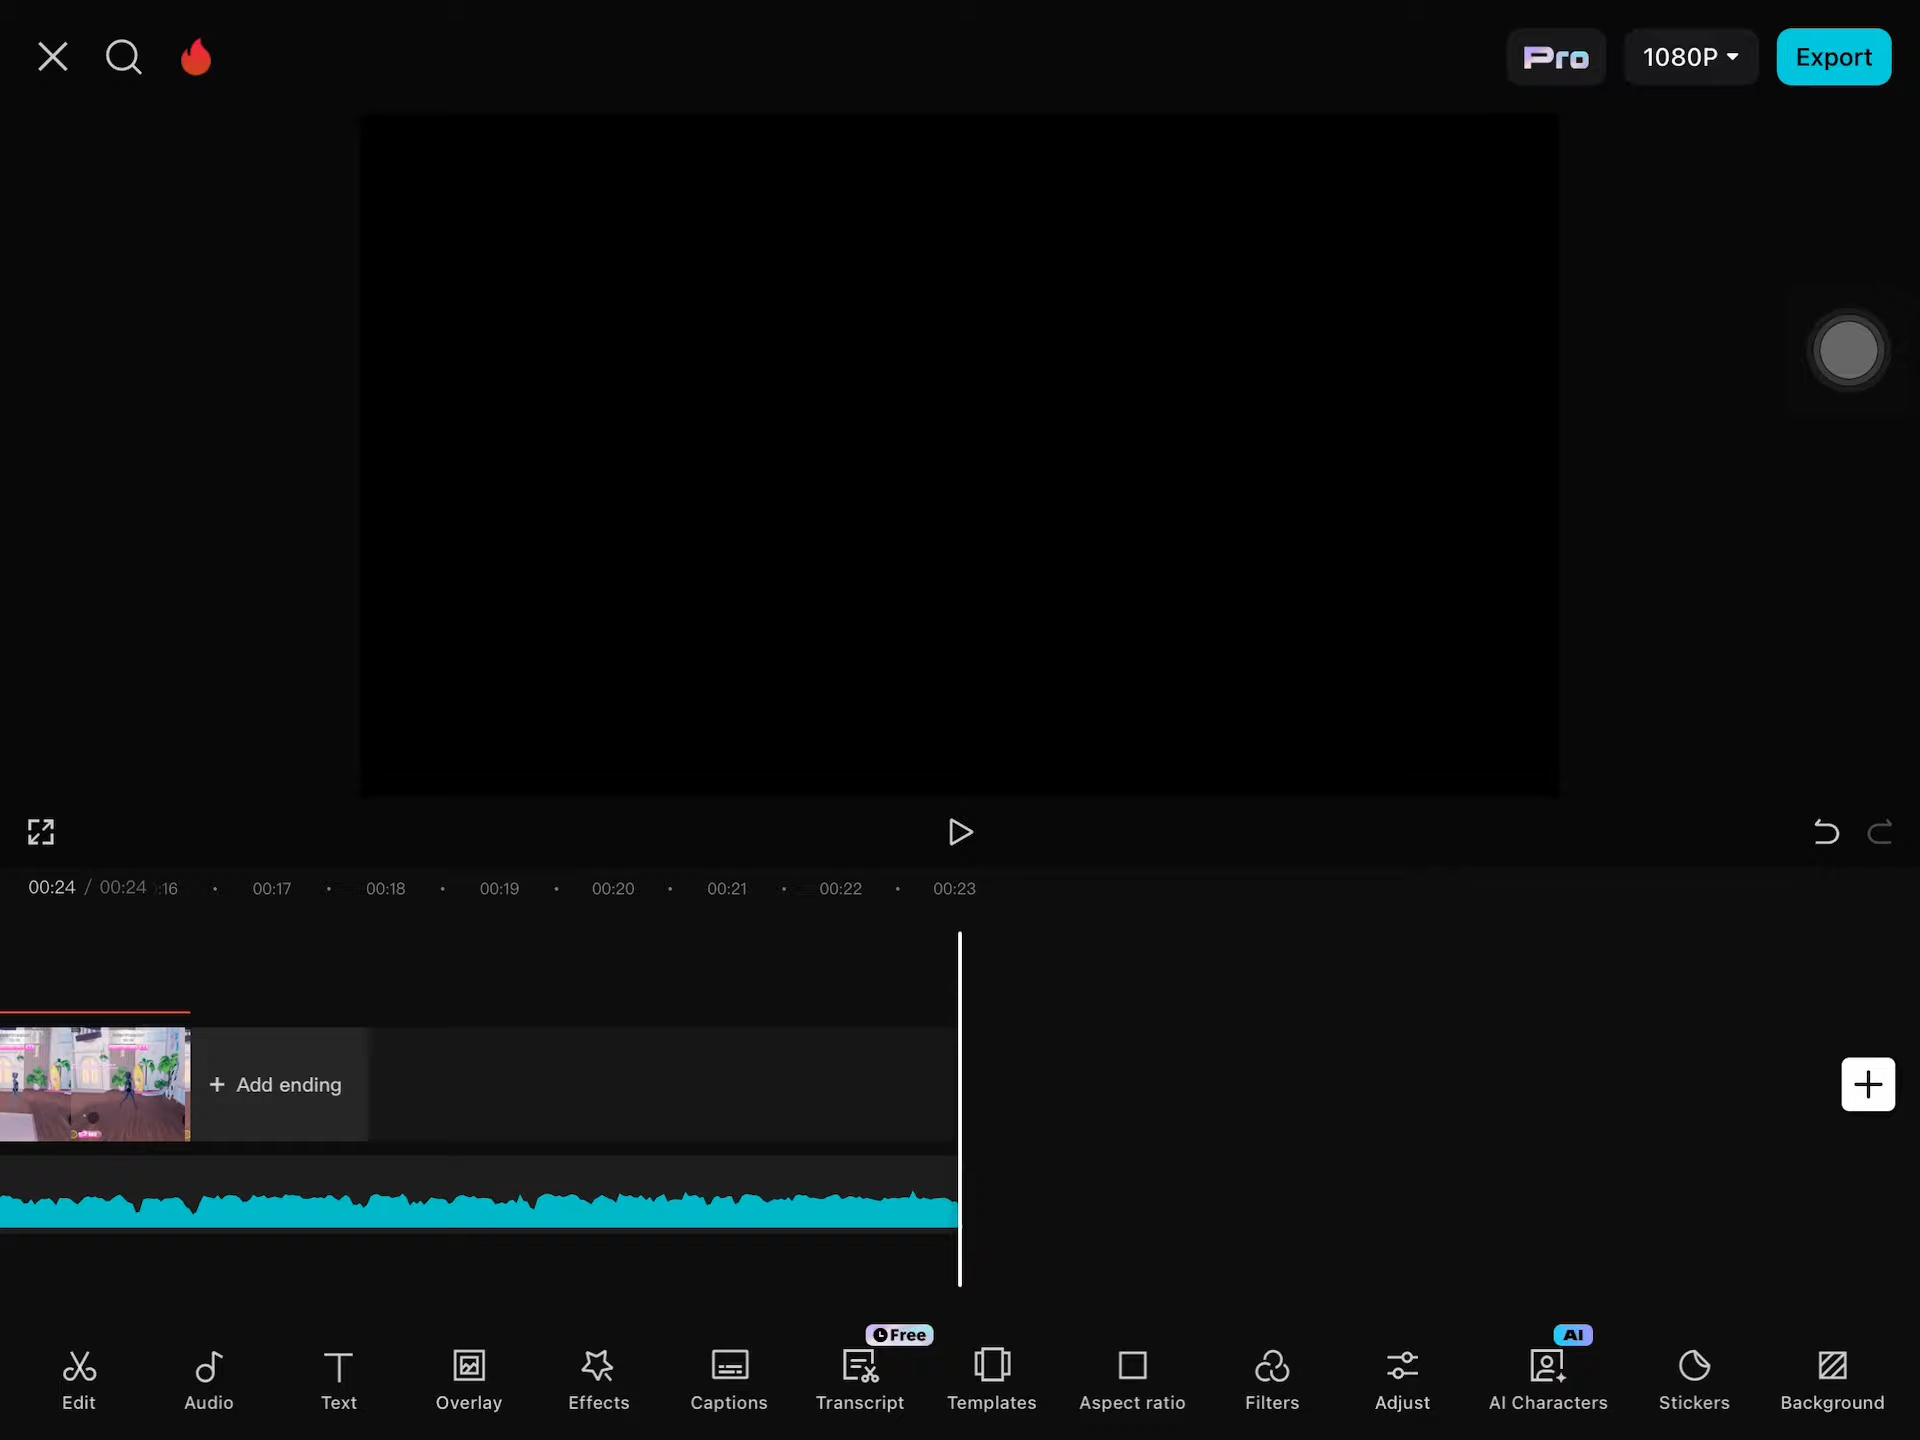 Pro
1080P
Export
00:24 / 00:24 :16 00:17 00:18 00:19 00:20 00:21 00:22 00:23
+ Add ending
Free
AI
Edit
Audio
Text
Overlay
Effects
Captions
Transcript
Templates
Aspect ratio
Filters
Adjust
AI Characters
Stickers
Background